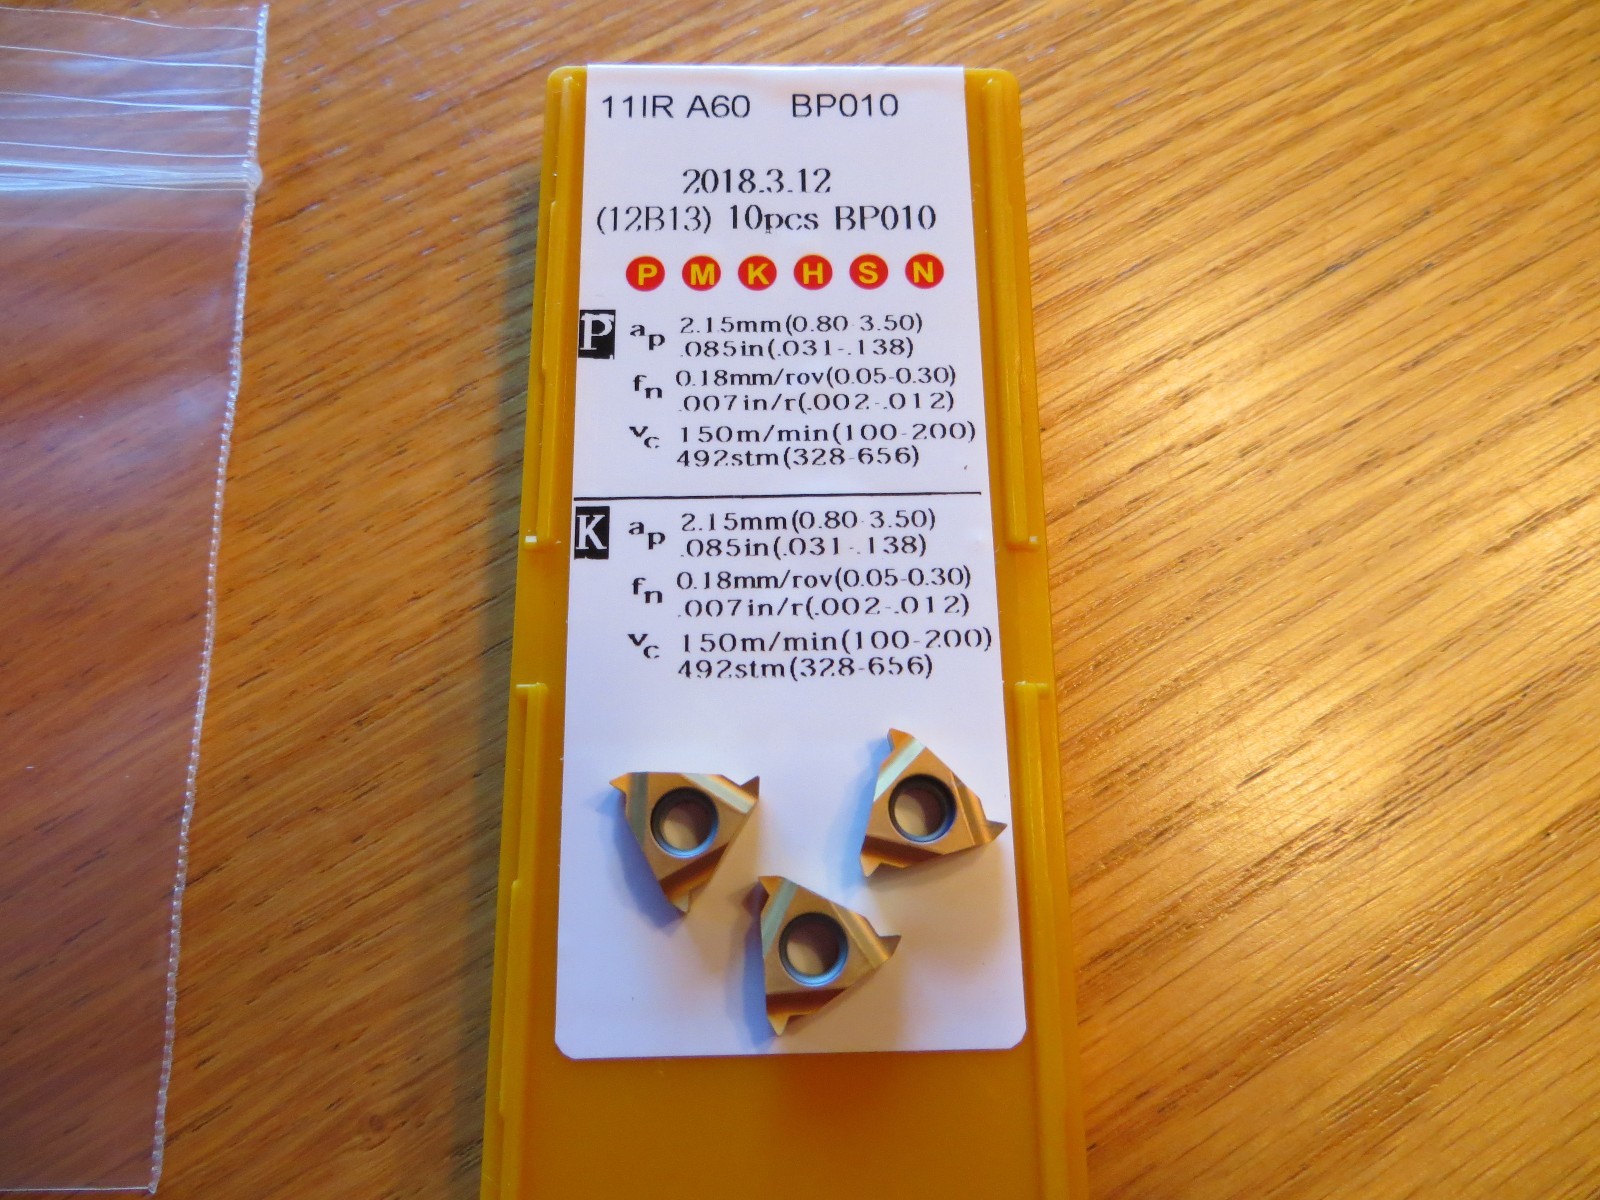 11IR A60 BP010
2018.3.12
(12B13) 10pcs BP010
P M K H S N
P ap 2.15mm(0.80-3.50)
.085in(.031-.138)
fn 0.18mm/rov(0.05-0.30)
.007in/r(.002-.012)
vc 150m/min(100-200)
492stm(328-656)
K ap 2.15mm(0.80-3.50)
.085in(.031-.138)
fn 0.18mm/rov(0.05-0.30)
.007in/r(.002-.012)
vc 150m/min(100-200)
492stm(328-656)